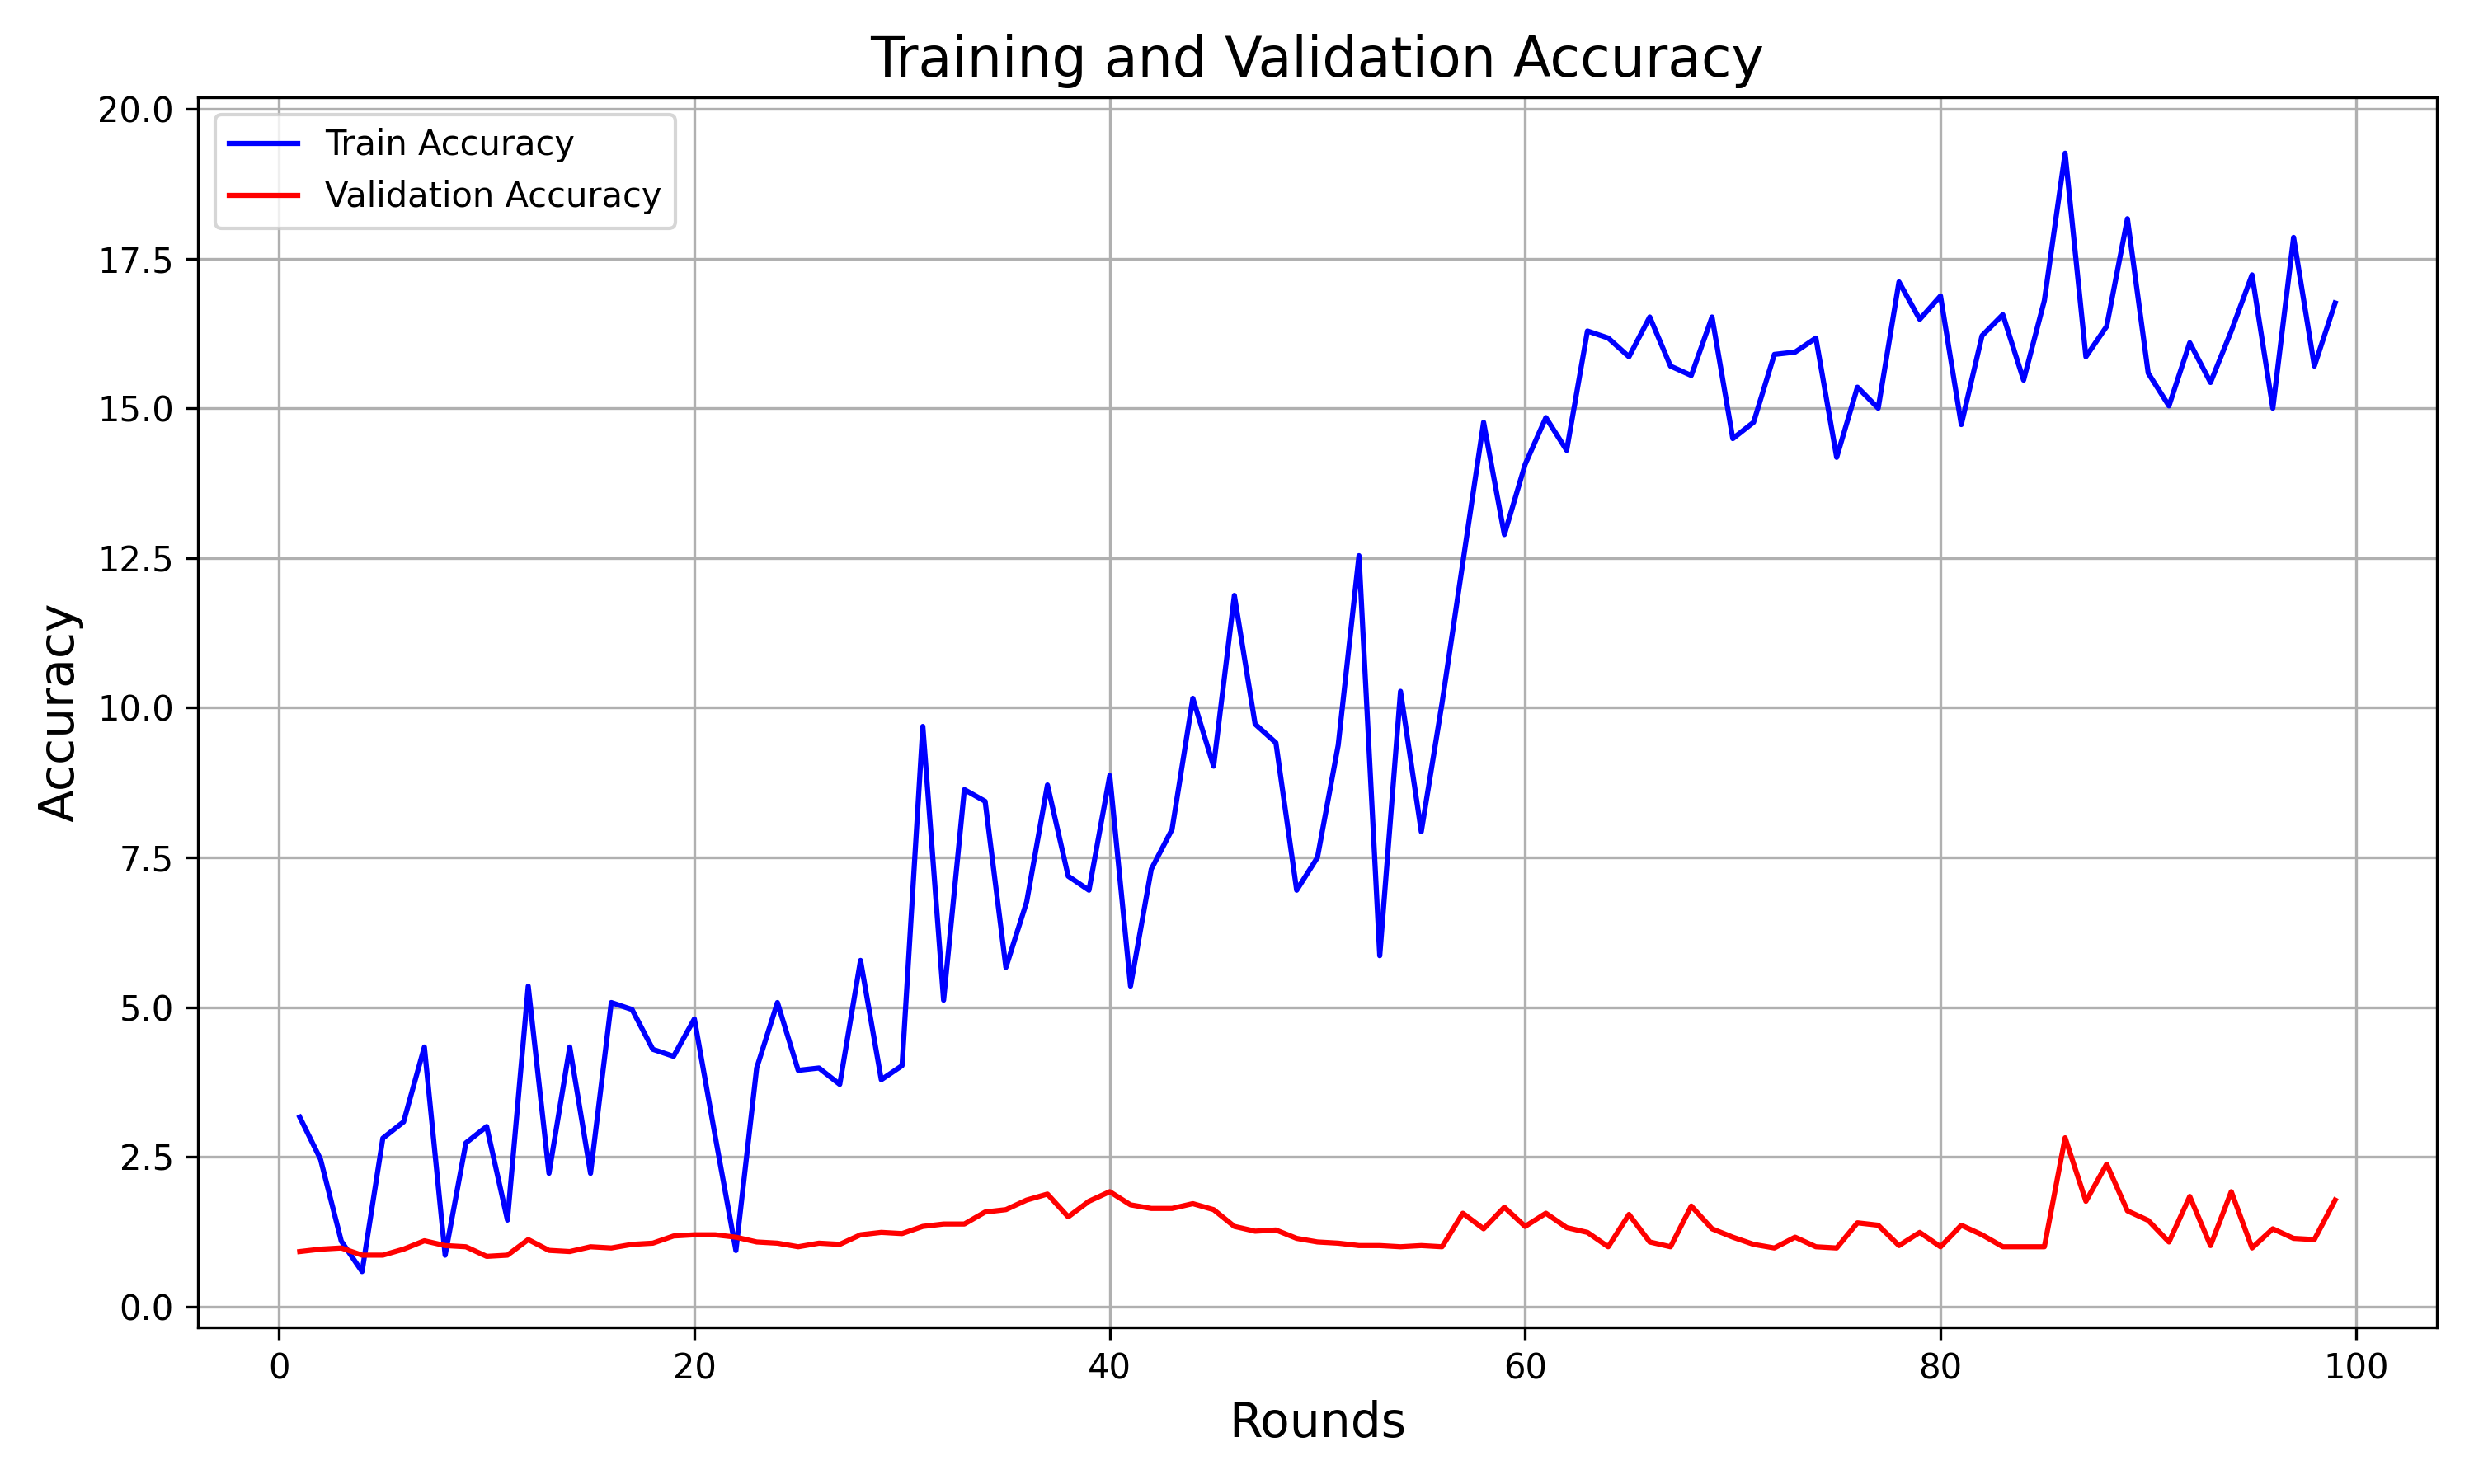 Training and Validation Accuracy
Train Accuracy
Validation Accuracy
Accuracy
20.0
17.5
15.0
12.5
10.0
7.5
5.0
2.5
0.0
0 20 40 60 80 100
Rounds